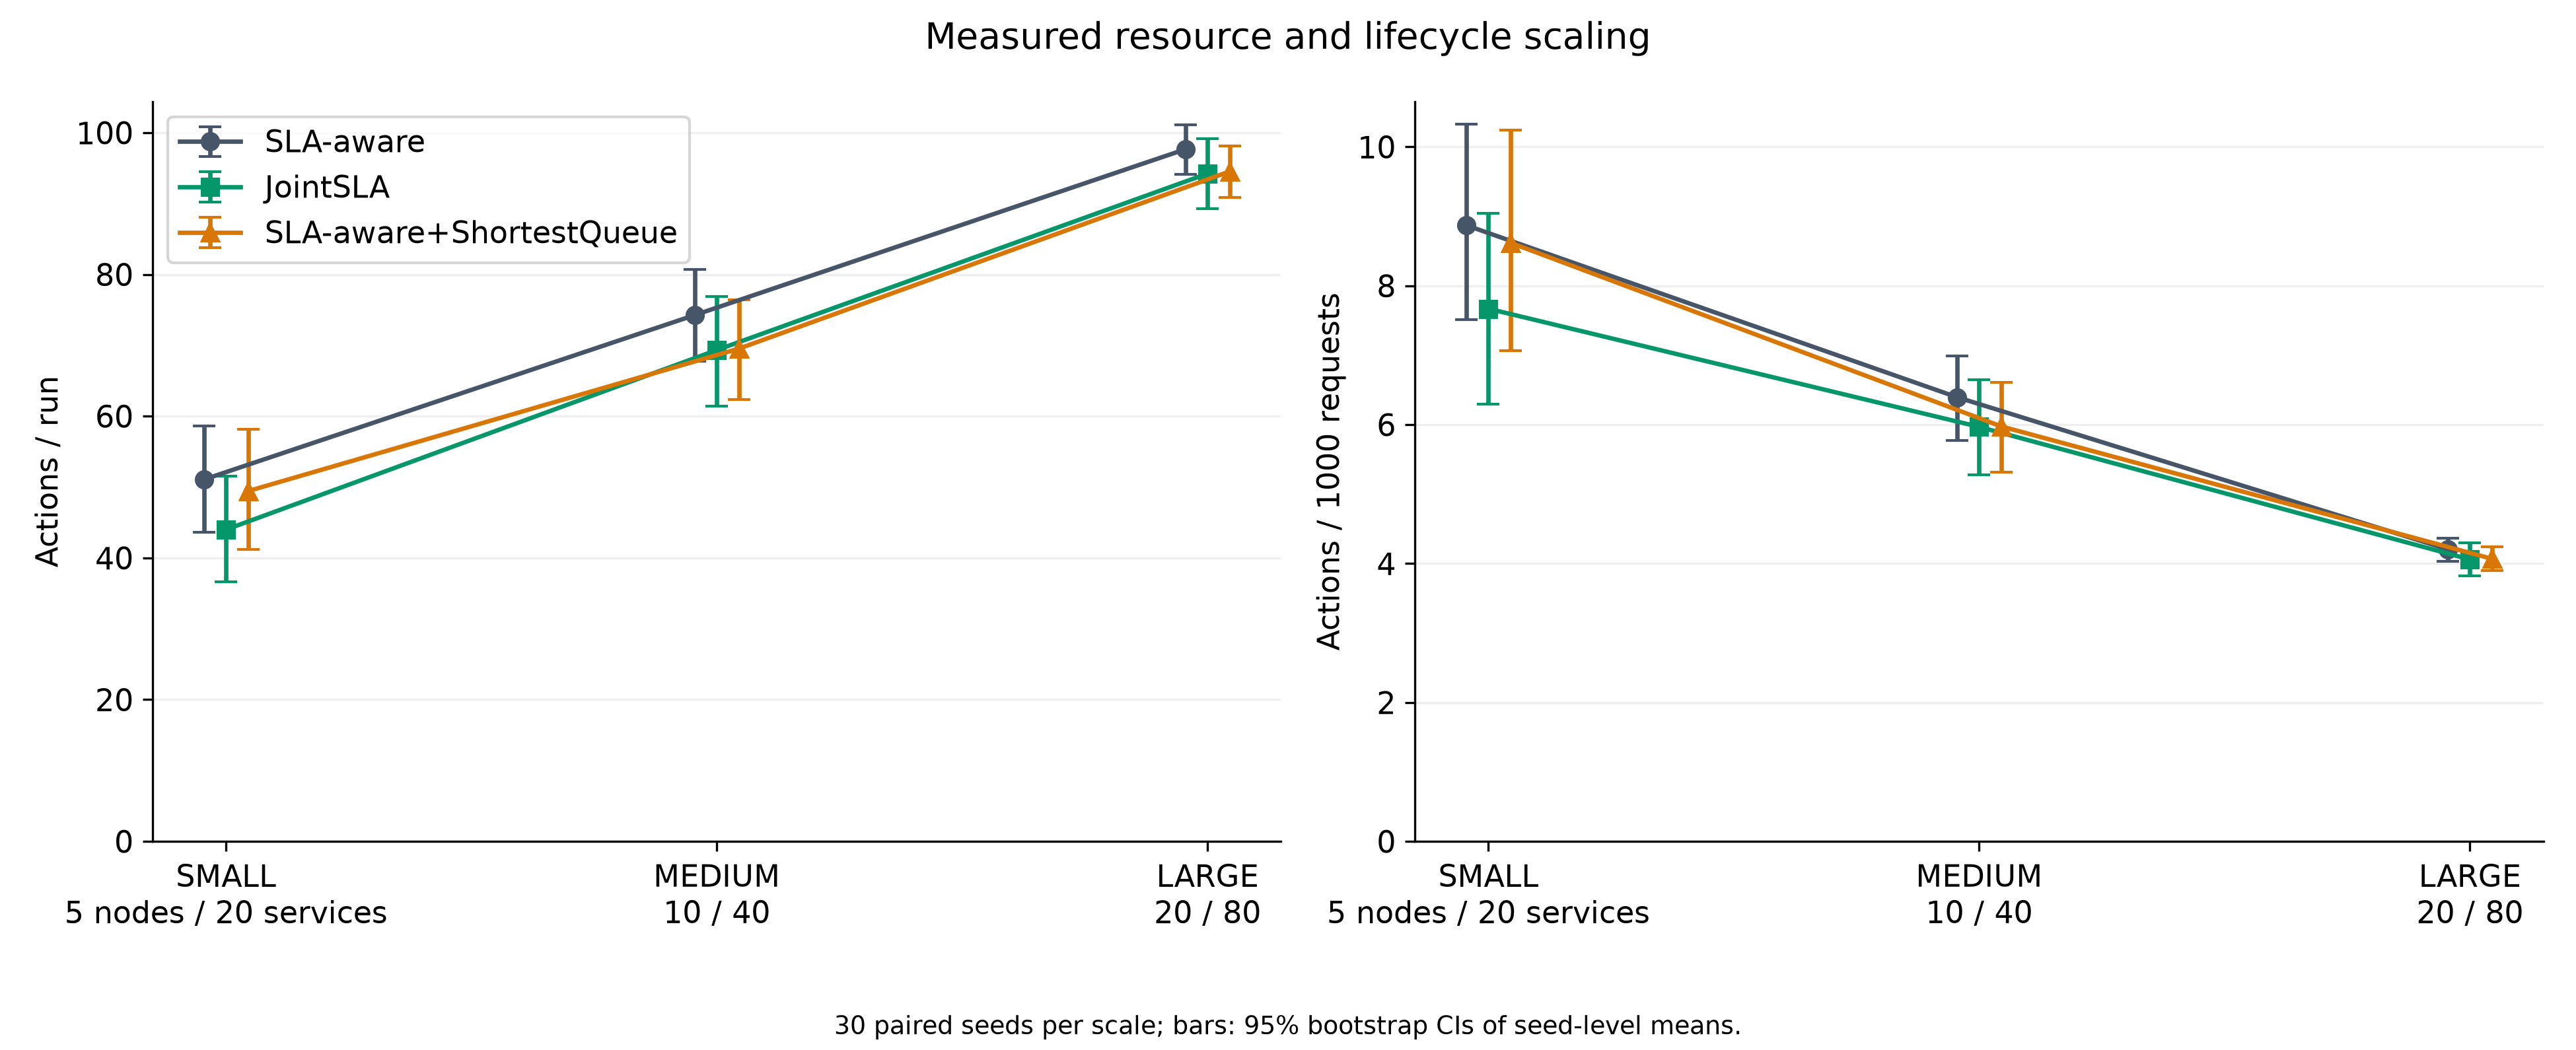 Measured resource and lifecycle scaling
Actions / run
100
80
60
40
20
0
SLA-aware
JointSLA
SLA-aware+ShortestQueue
SMALL
5 nodes / 20 services
MEDIUM
10 / 40
LARGE
20 / 80
Actions / 1000 requests
10
8
6
4
2
0
SMALL
5 nodes / 20 services
MEDIUM
10 / 40
LARGE
20 / 80
30 paired seeds per scale; bars: 95% bootstrap CIs of seed-level means.